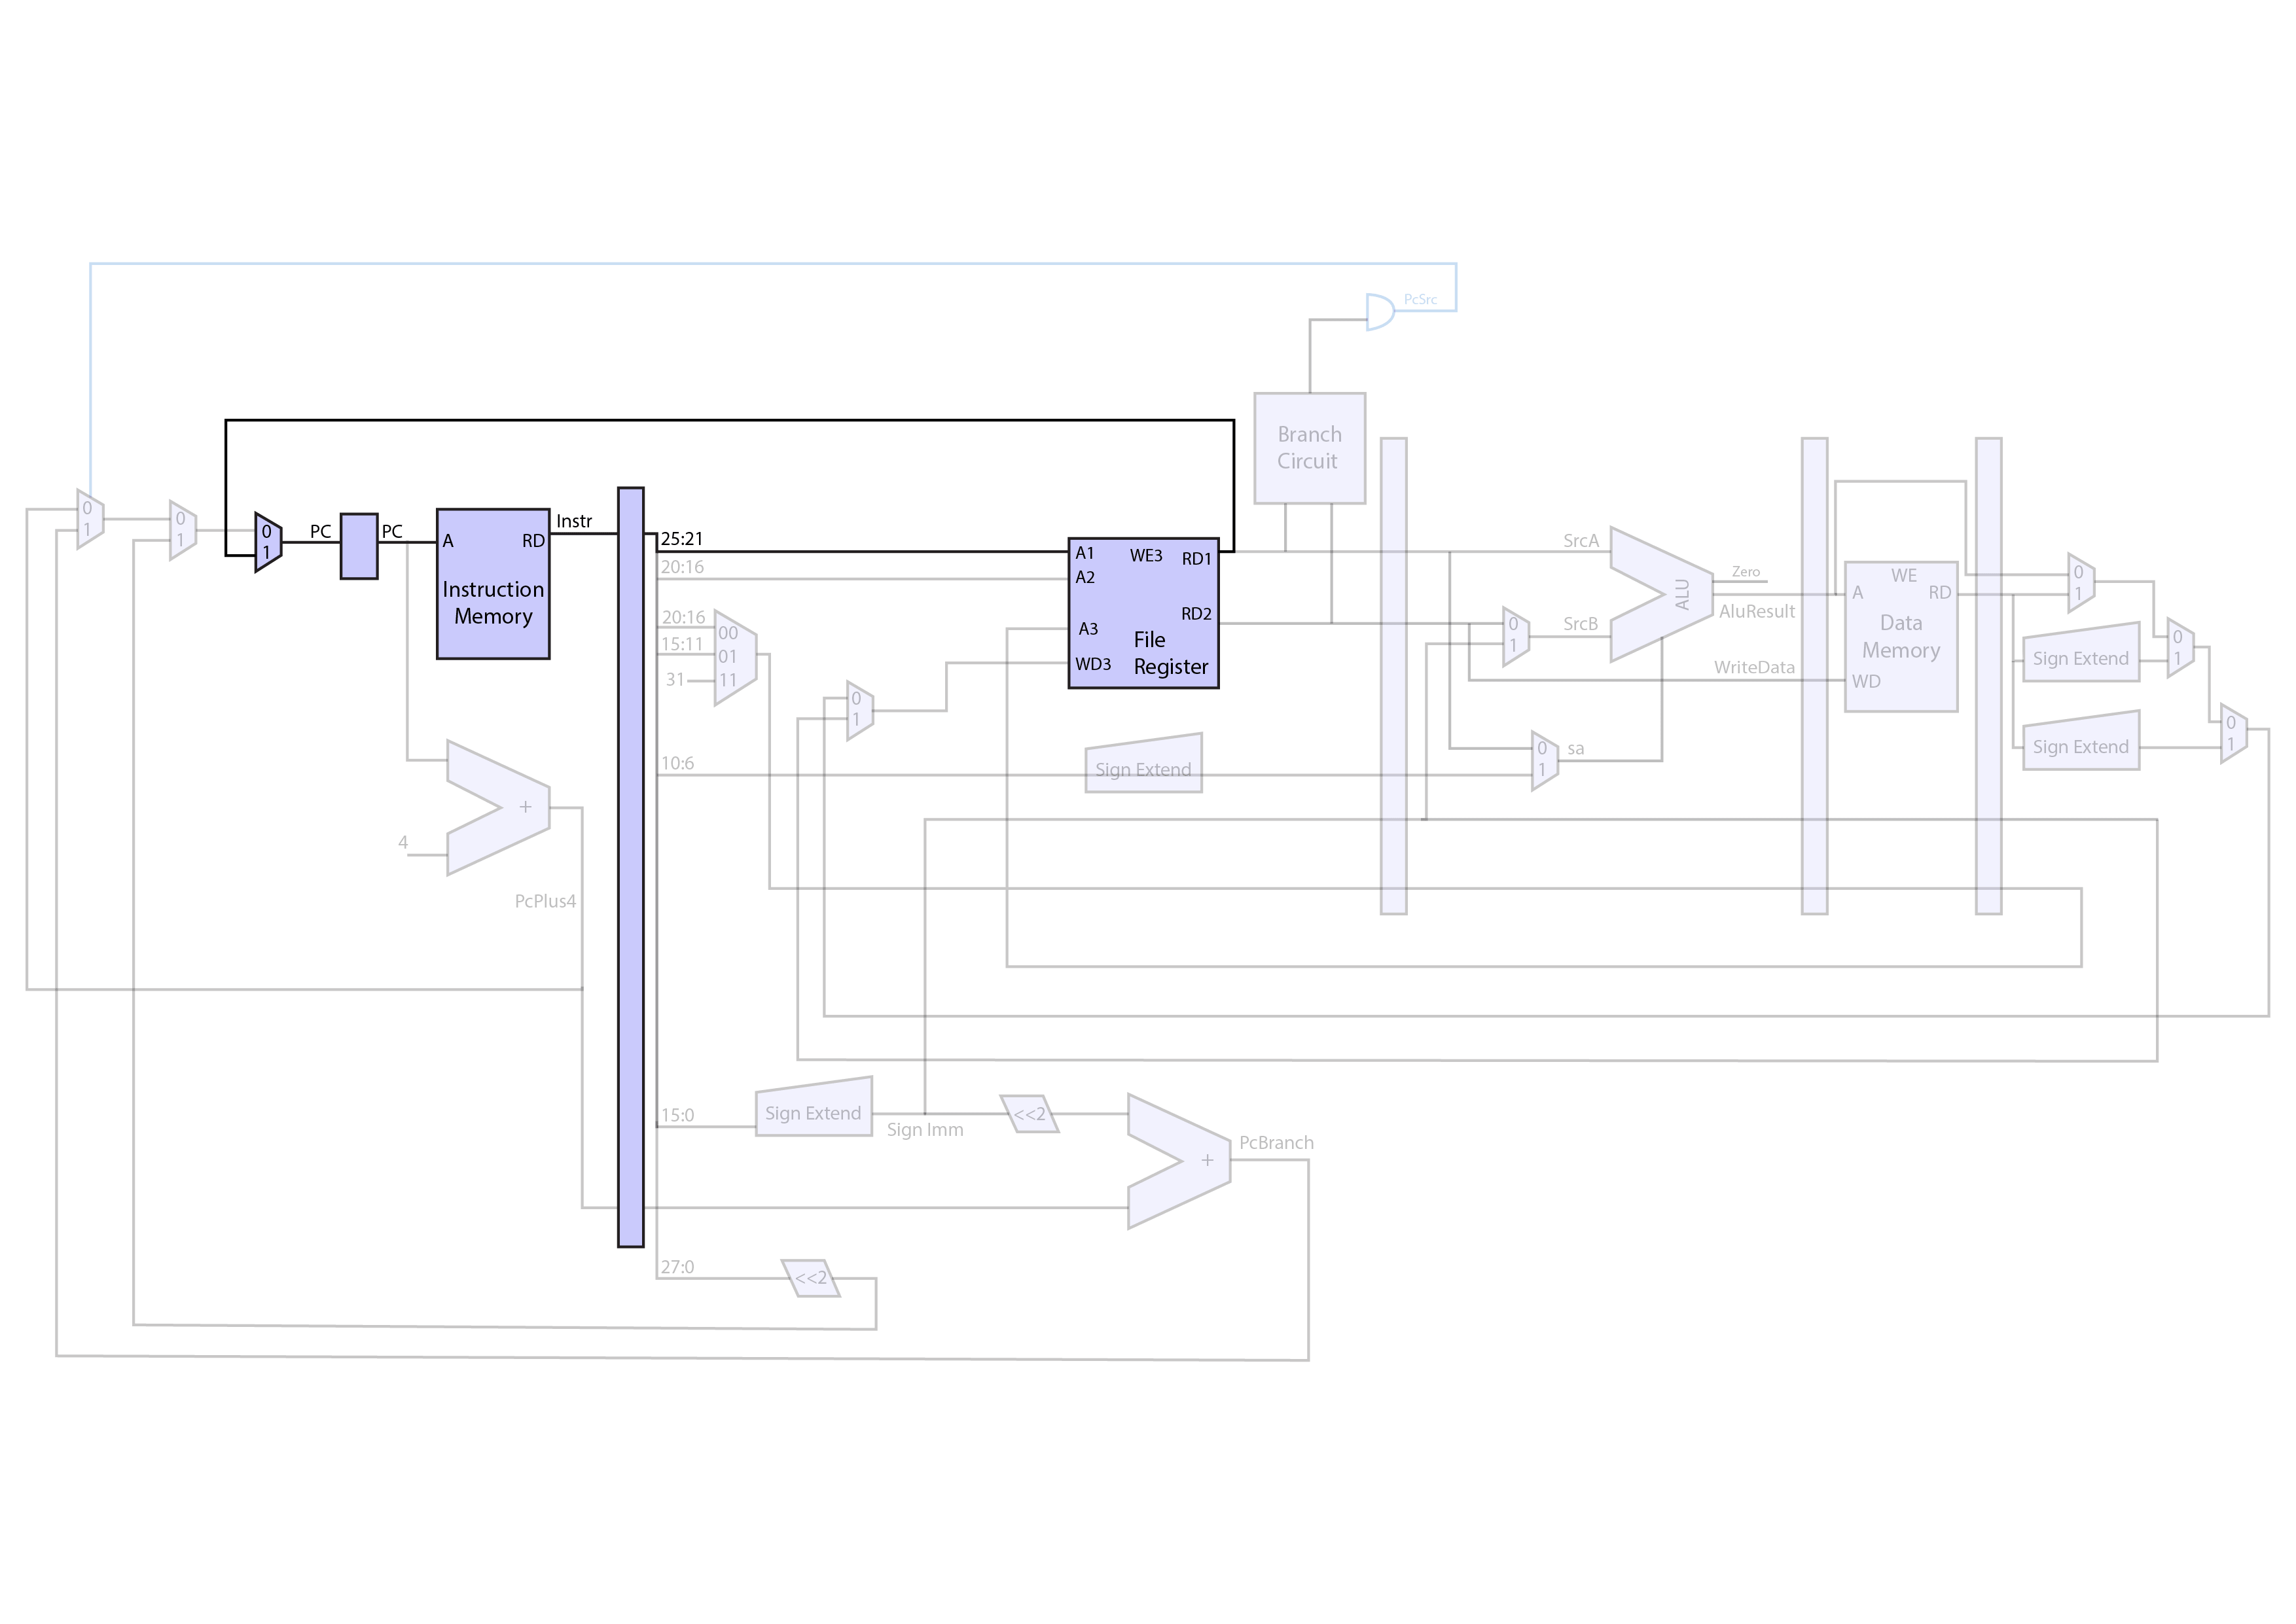 PcSrc
Branch
Circuit
0
1
0
1
0
1
PC
PC
A
RD
Instruction
Memory
Instr
25:21
20:16
20:16
15:11
31
00
01
11
A1
WE3
RD1
A2
RD2
A3
WD3
File
Register
0
1
10:6
Sign Extend
SrcA
SrcB
0
1
0
1
sa
ALU
Zero
AluResult
WriteData
WE
A
RD
Data
Memory
WD
0
1
0
1
0
1
Sign Extend
Sign Extend
4
+
PcPlus4
15:0
Sign Extend
Sign Imm
<<2
+
PcBranch
27:0
<<2